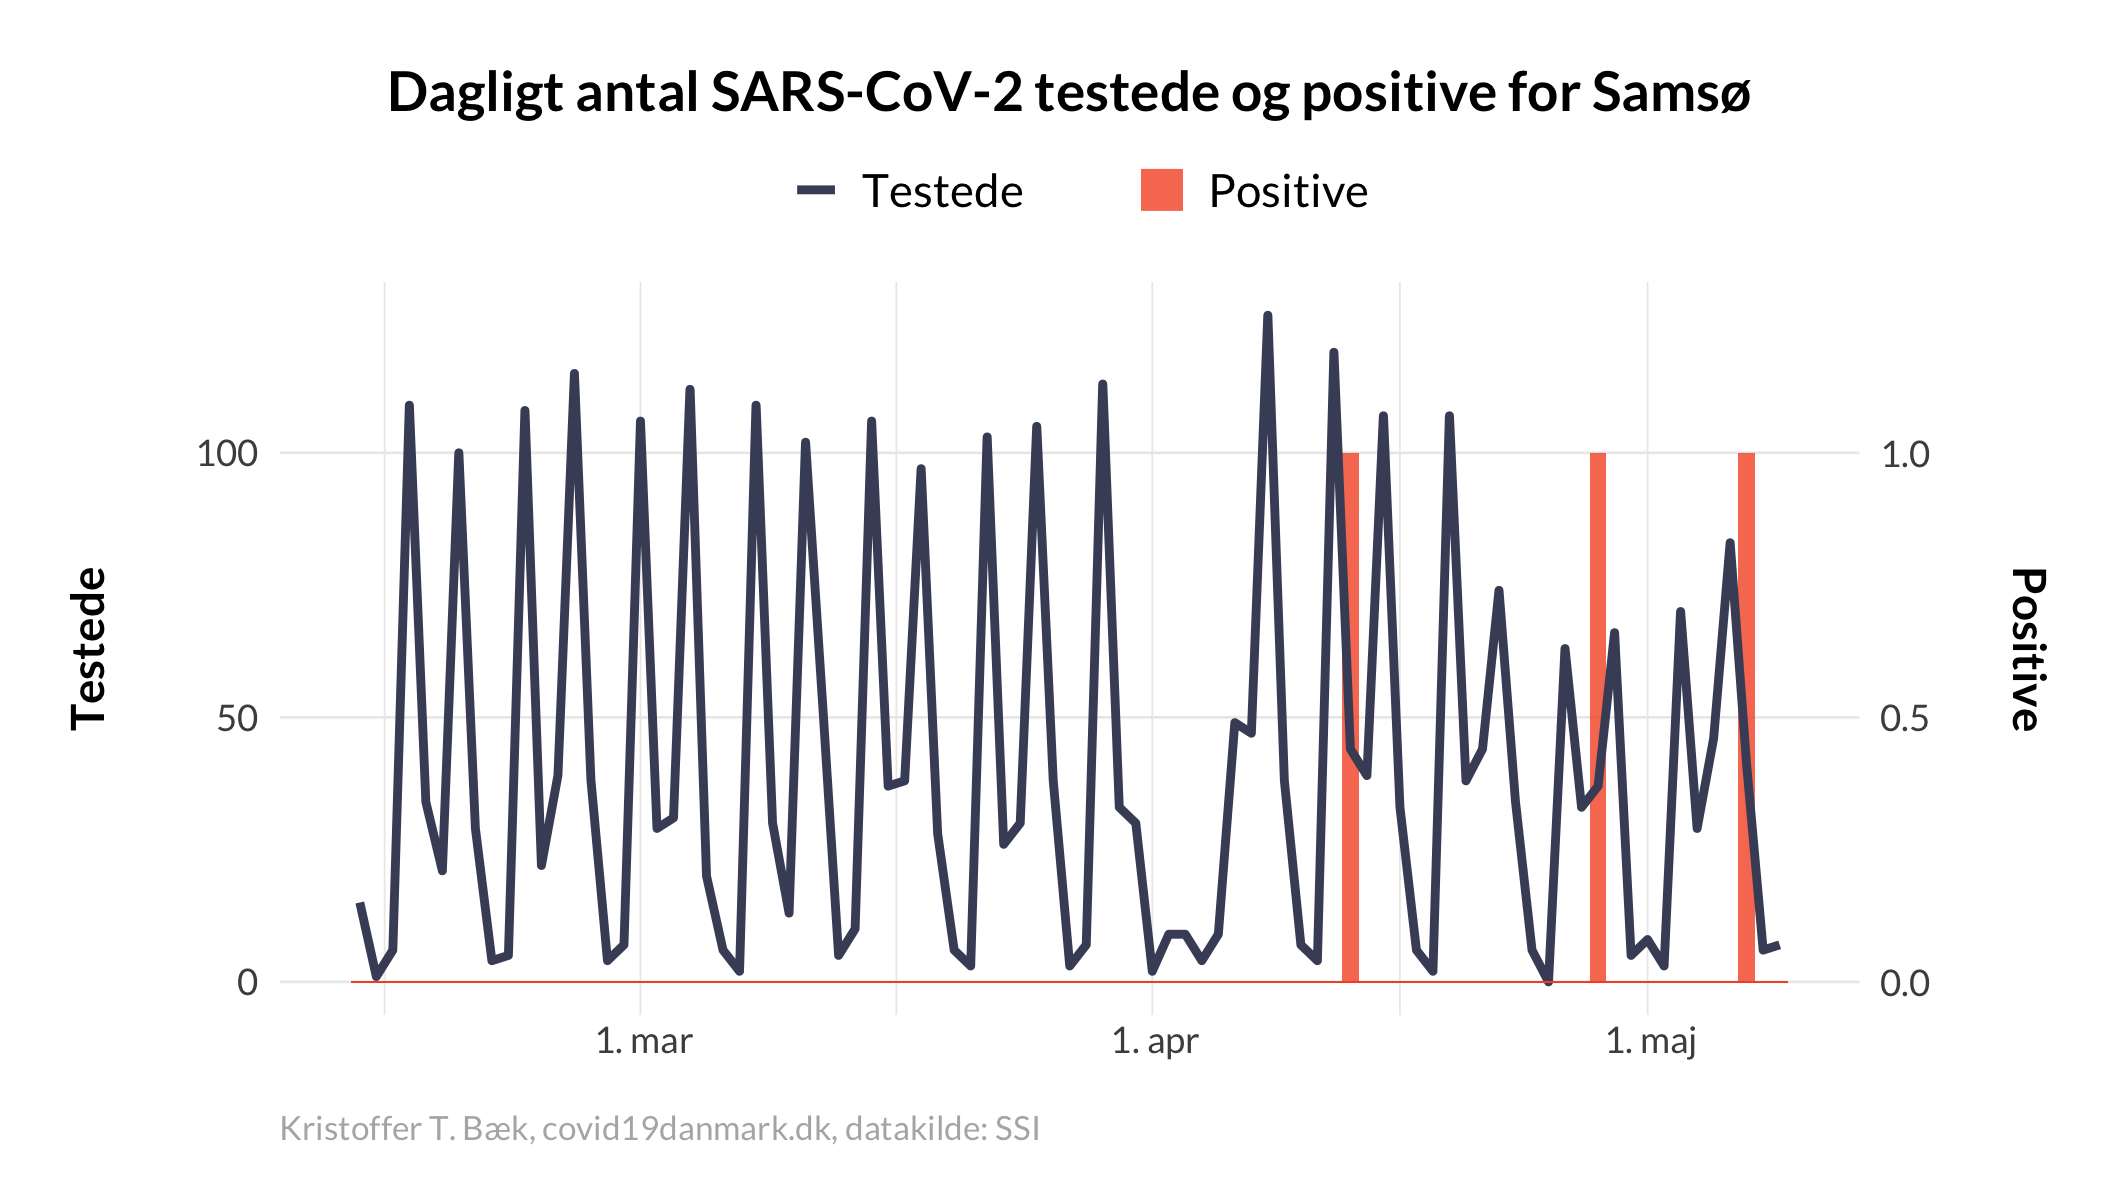 Dagligt antal SARS-CoV-2 testede og positive for Samsø
Testede
Positive
Testede
100
50
0
1.0
0.5
0.0
Positive
1. mar
1. apr
1. maj
Kristoffer T. Bæk, covid19danmark.dk, datakilde: SSI